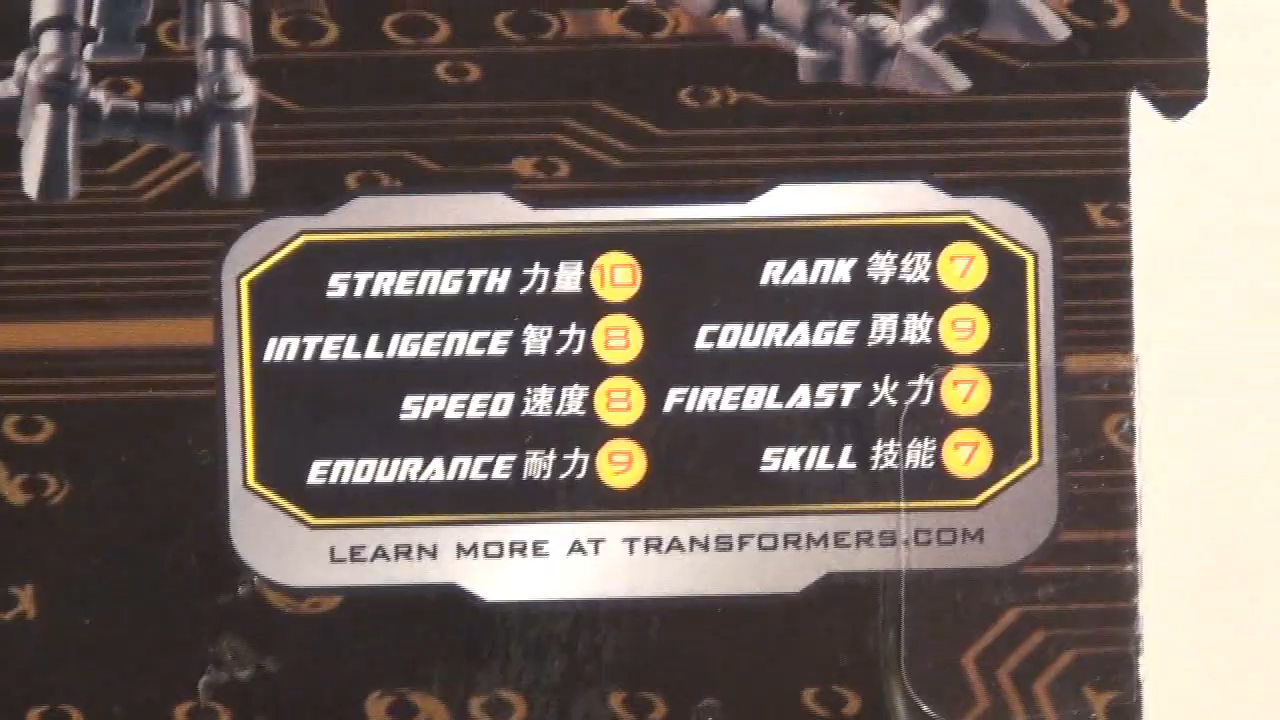 STRENGTH 力量 10
INTELLIGENCE 智力 8
SPEED 速度 8
ENDURANCE 耐力 9
RANK 等级 7
COURAGE 勇敢 9
FIREBLAST 火力 7
SKILL 技能 7
LEARN MORE AT TRANSFORMERS.COM